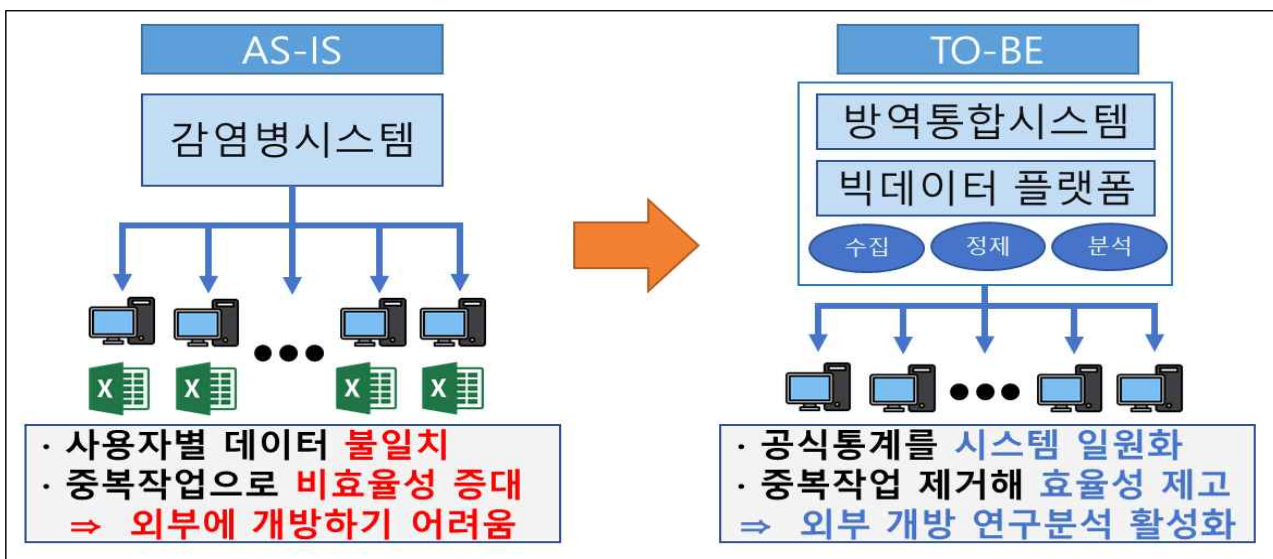 AS-IS
감염병시스템
X
X
X
X
· 사용자별 데이터 불일치
· 중복작업으로 비효율성 증대
⇒ 외부에 개방하기 어려움
TO-BE
방역통합시스템
빅데이터 플랫폼
수집
정제
분석
· 공식통계를 시스템 일원화
· 중복작업 제거해 효율성 제고
⇒ 외부 개방 연구분석 활성화